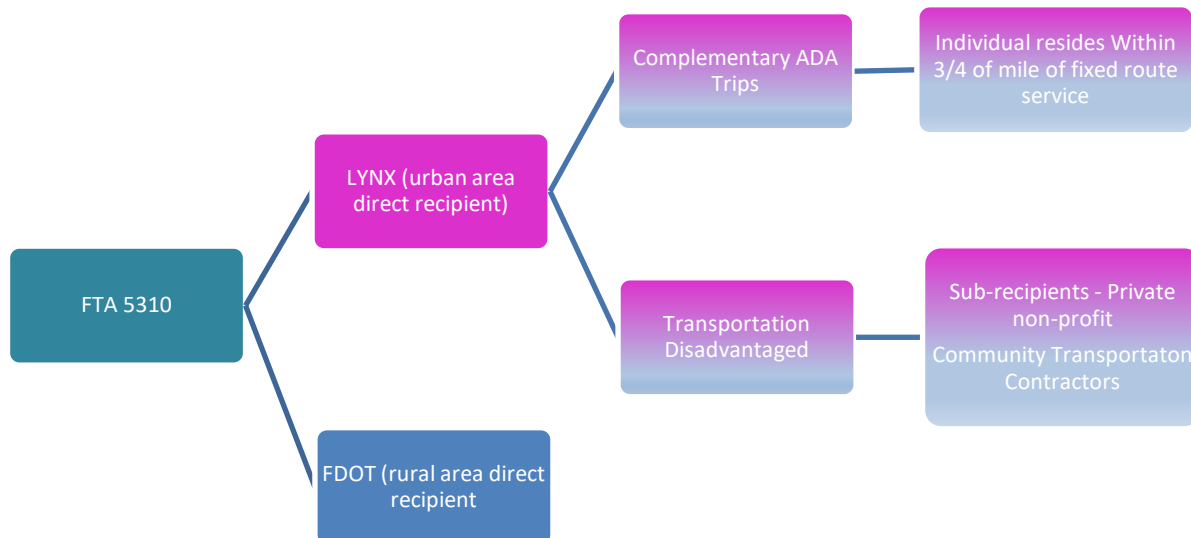 FTA 5310
LYNX (urban area
direct recipient)
FDOT (rural area direct
recipient
Complementary ADA
Trips
Individual resides Within
3/4 of mile of fixed route
service
Transportation
Disadvantaged
Sub-recipients - Private
non-profit
Community Transportaton
Contractors